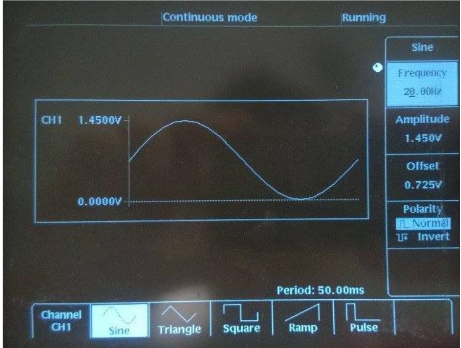 Continuous mode
Running
Sine
Frequency
20.00Hz
Amplitude
1.450V
Offset
0.725V
Polarity
Normal
Invert
CH1
1.4500V
0.0000V
Period: 50.00ms
Channel
CH1
Sine
Triangle
Square
Ramp
Pulse